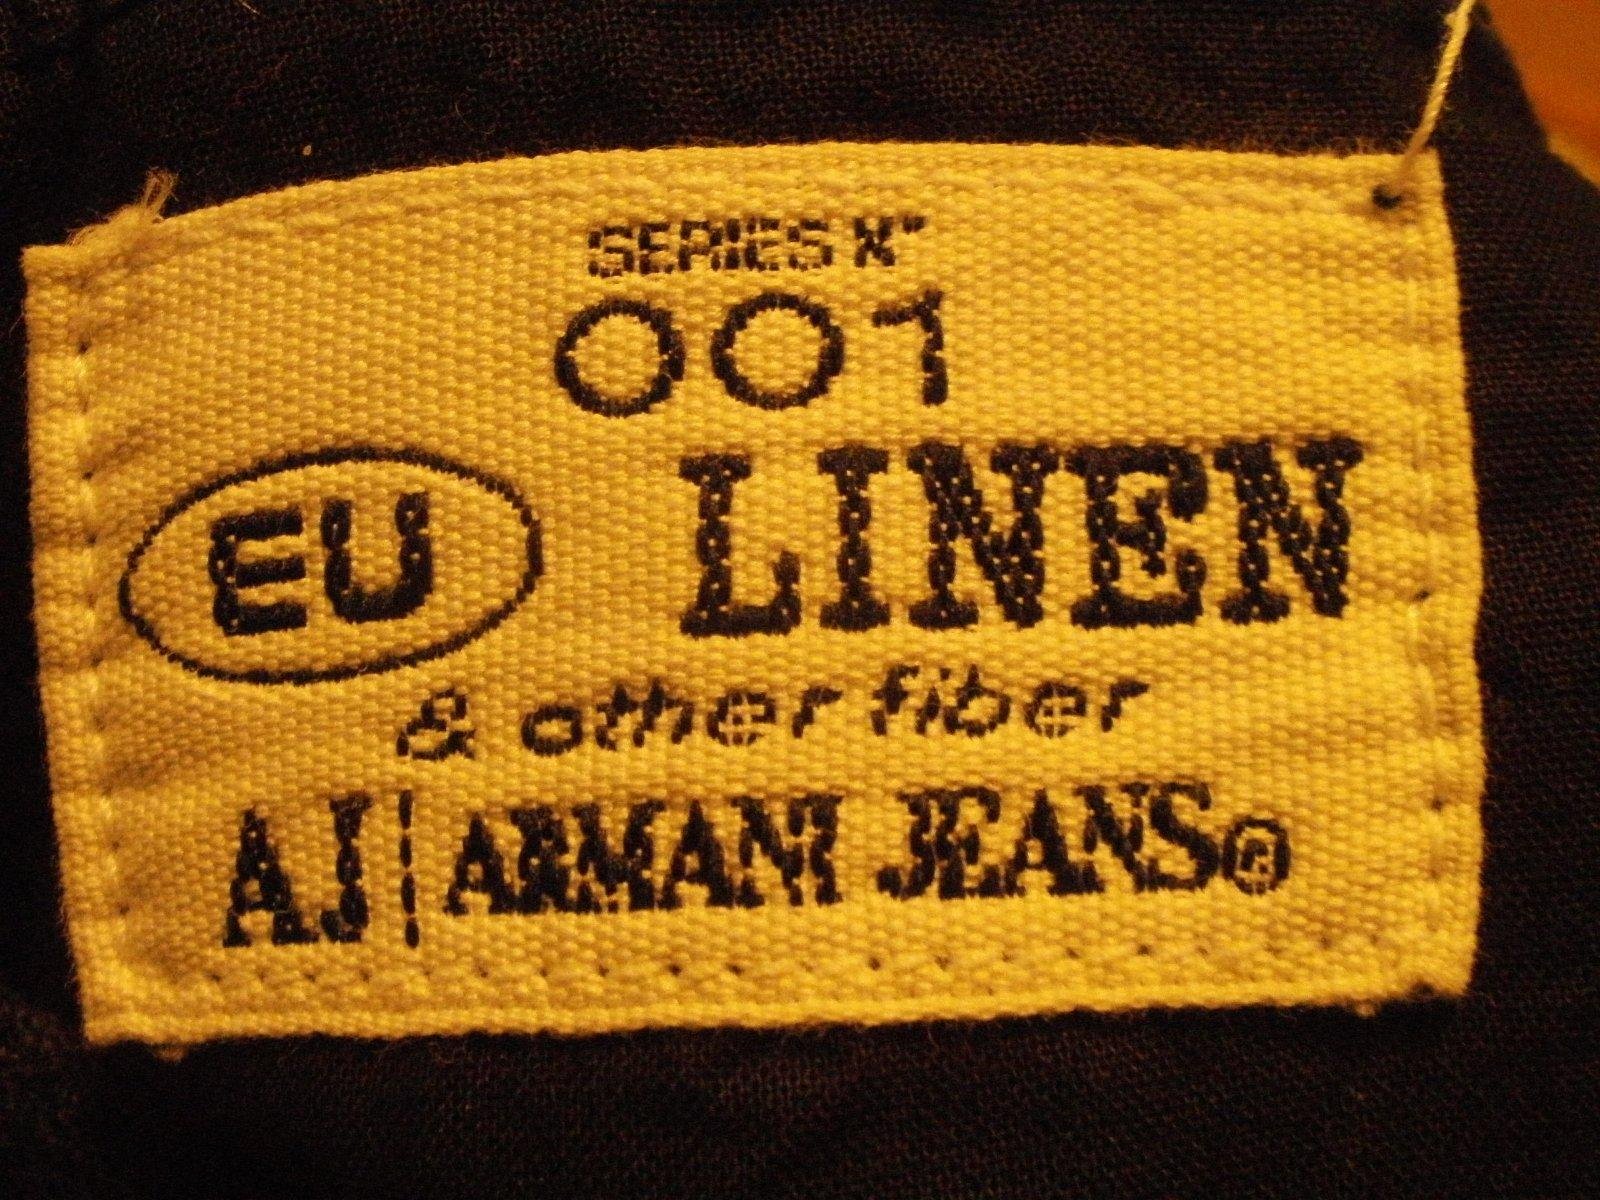 SERIES X"
001
EU LINEN
& other fiber
AJ | ARMANI JEANS®